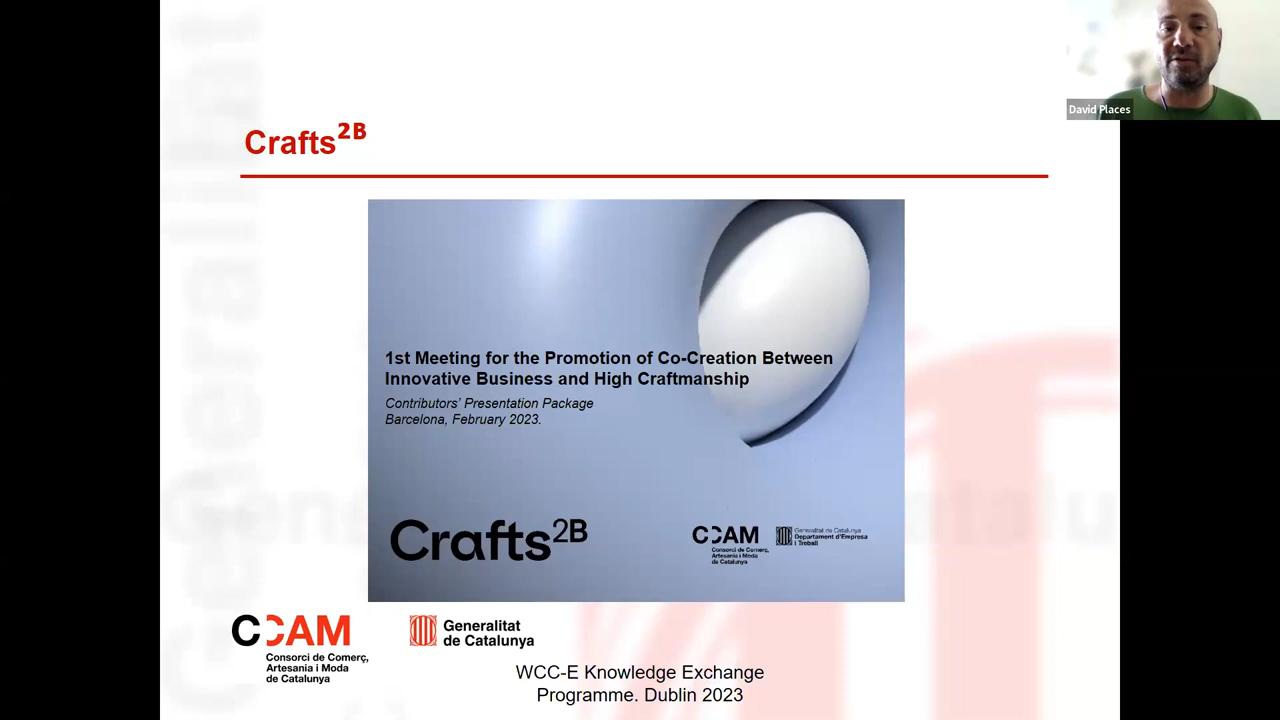 David Places
Crafts2B
1st Meeting for the Promotion of Co-Creation Between
Innovative Business and High Craftmanship
Contributors' Presentation Package
Barcelona, February 2023.
Crafts2B
CCAM
Consorci de Comerç,
Artesania i Moda
de Catalunya
Generalitat de Catalunya
Departament d'Empresa
i Treball
CCAM
Consorci de Comerç,
Artesania i Moda
de Catalunya
Generalitat
de Catalunya
WCC-E Knowledge Exchange
Programme. Dublin 2023